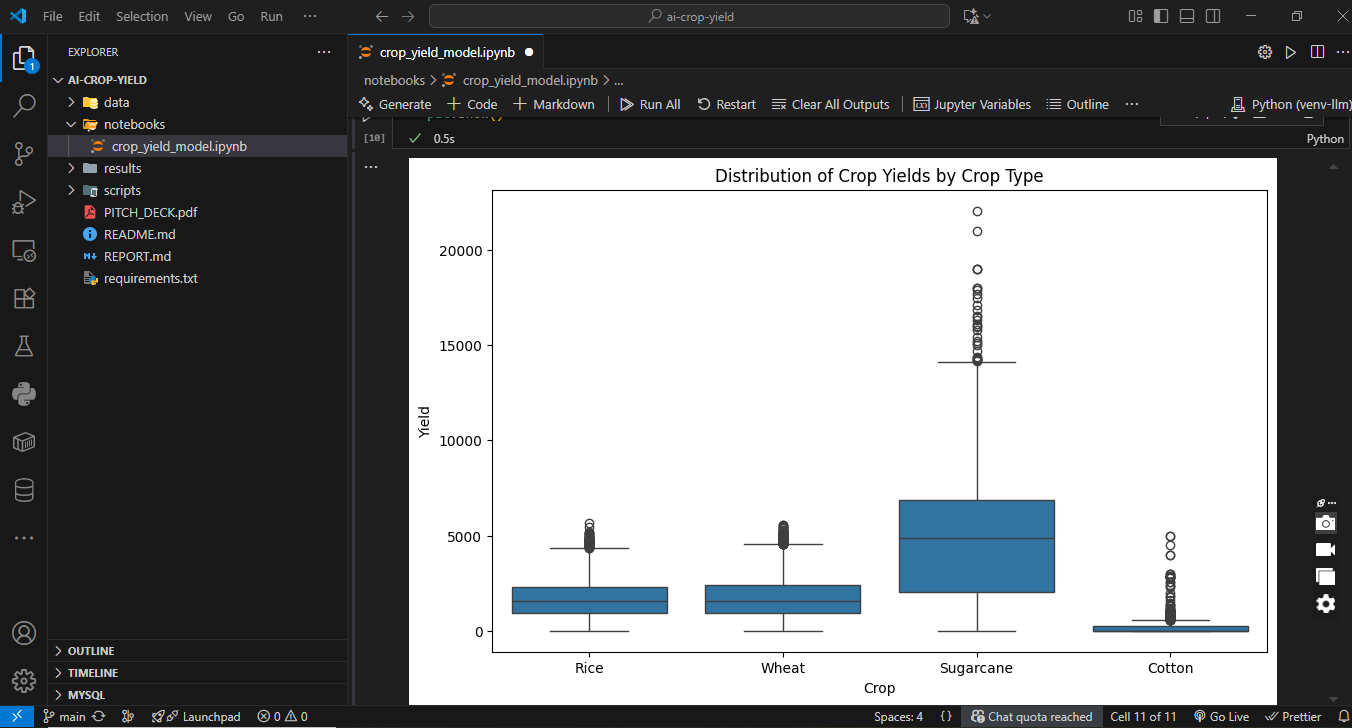 File Edit Selection View Go Run ···
ai-crop-yield
EXPLORER
AI-CROP-YIELD
data
notebooks
crop_yield_model.ipynb
results
scripts
PITCH_DECK.pdf
README.md
REPORT.md
requirements.txt
OUTLINE
TIMELINE
MYSQL
1
crop_yield_model.ipynb
notebooks > crop_yield_model.ipynb > ...
Generate + Code + Markdown Run All Restart Clear All Outputs Jupyter Variables Outline ··· Python (venv-llm)
[10] 0.5s Python
Distribution of Crop Yields by Crop Type
Yield
20000
15000
10000
5000
0
Rice Wheat Sugarcane Cotton
Crop
main Launchpad 0 0 Spaces: 4 {} Chat quota reached Cell 11 of 11 Go Live Prettier